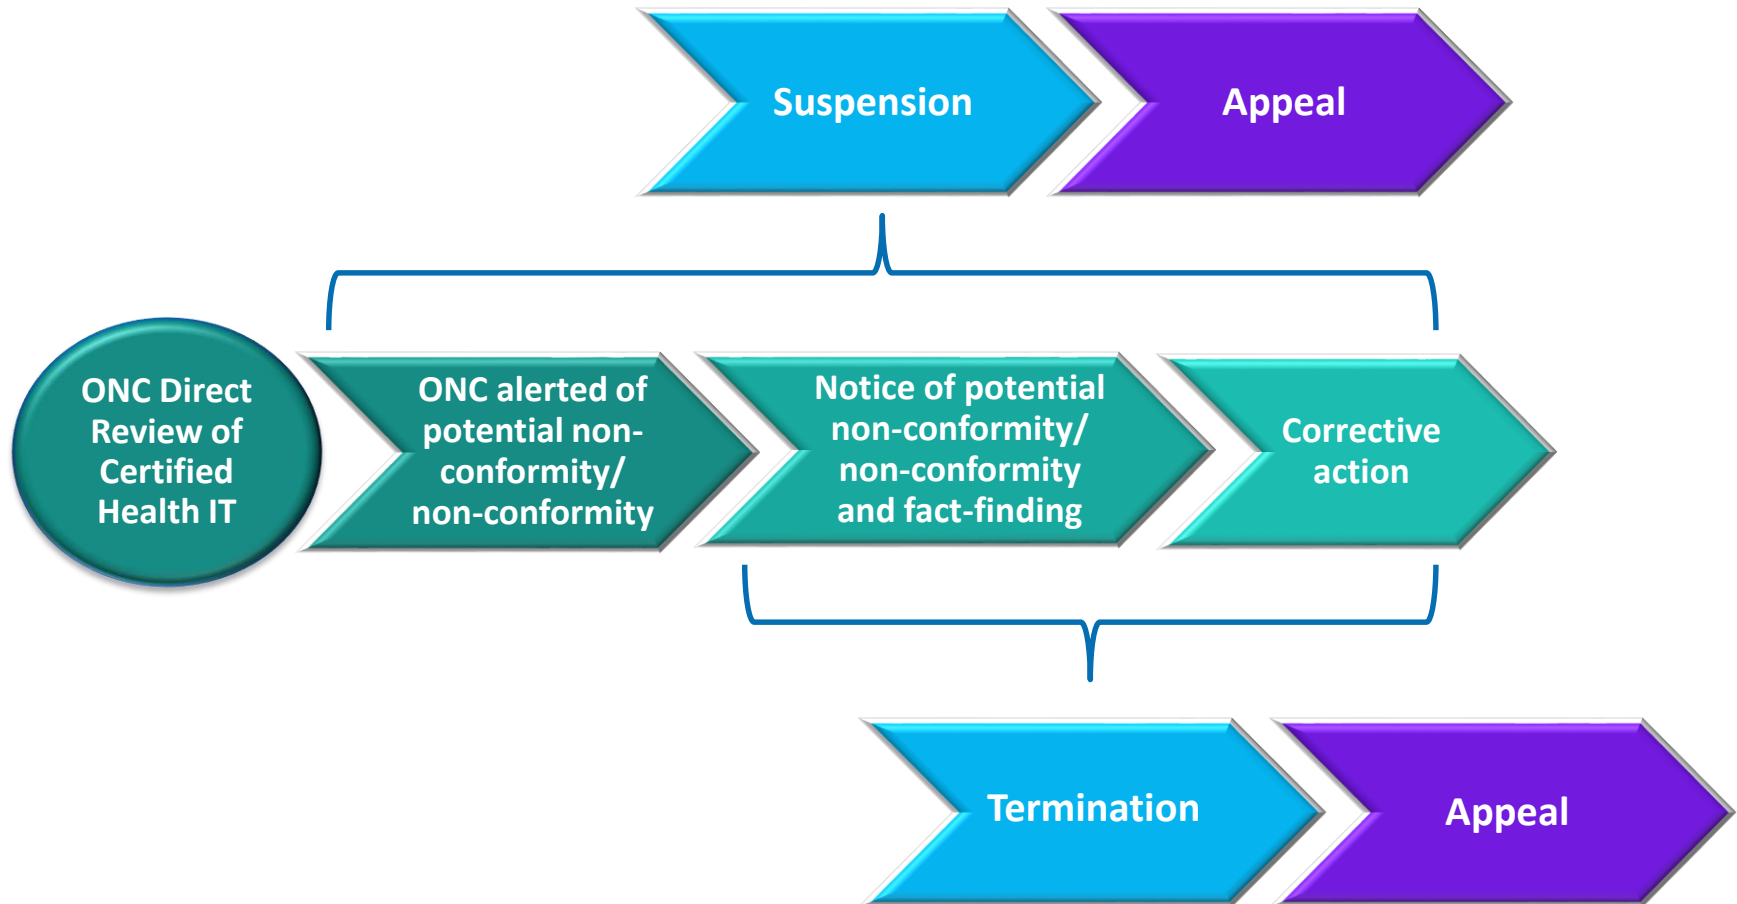 Suspension
Appeal
ONC Direct
Review of
Certified
Health IT
ONC alerted of
potential non-
conformity/
non-conformity
Notice of potential
non-conformity/
non-conformity
and fact-finding
Corrective
action
Termination
Appeal